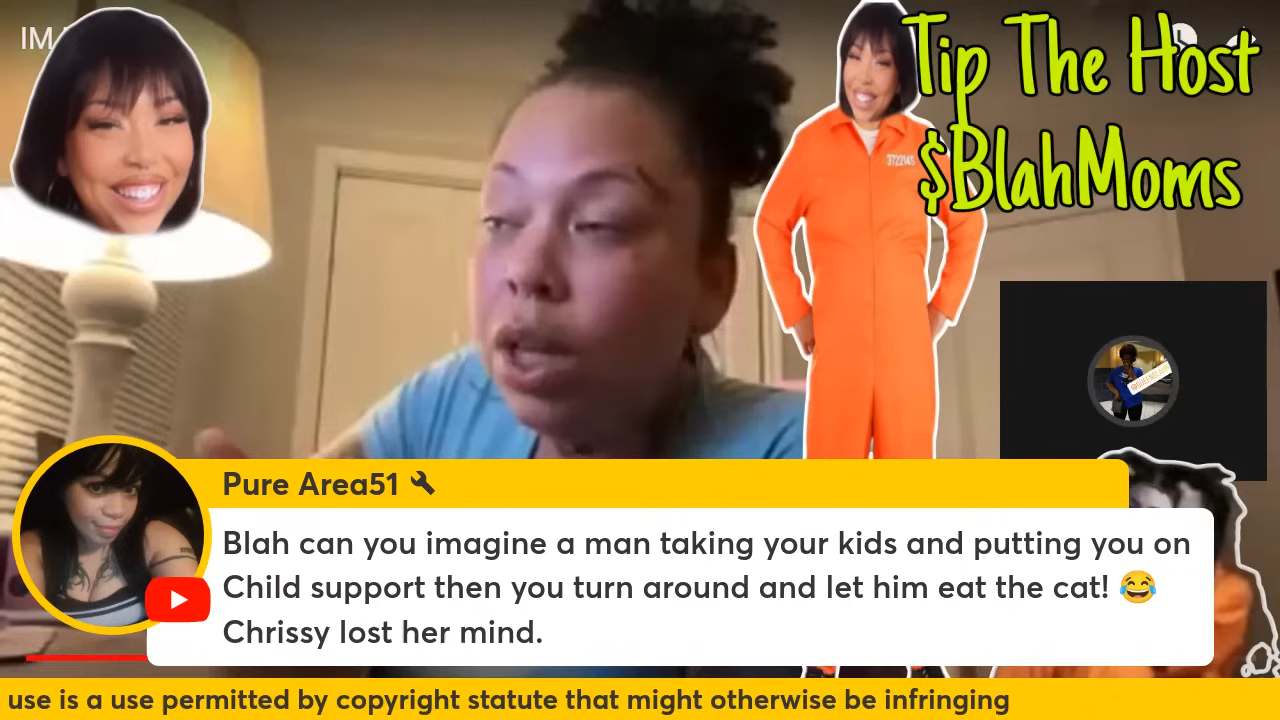 IM
Tip The Host
$BlahMoms
3122145
Pure Area51
Blah can you imagine a man taking your kids and putting you on
Child support then you turn around and let him eat the cat! 😂
Chrissy lost her mind.
use is a use permitted by copyright statute that might otherwise be infringing